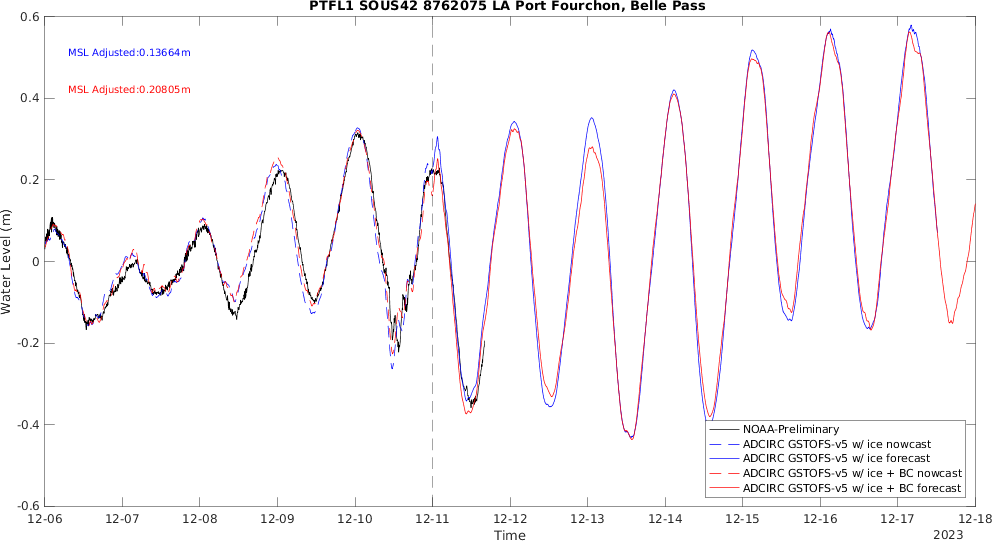 PTFL1 SOUS42 8762075 LA Port Fourchon, Belle Pass
0.6
MSL Adjusted:0.13664m
MSL Adjusted:0.20805m
0.4
0.2
0
-0.2
-0.4
-0.6
Water Level (m)
NOAA-Preliminary
ADCIRC GSTOFS-v5 w/ ice nowcast
ADCIRC GSTOFS-v5 w/ ice forecast
ADCIRC GSTOFS-v5 w/ ice + BC nowcast
ADCIRC GSTOFS-v5 w/ ice + BC forecast
12-06 12-07 12-08 12-09 12-10 12-11 12-12 12-13 12-14 12-15 12-16 12-17 12-18
Time
2023